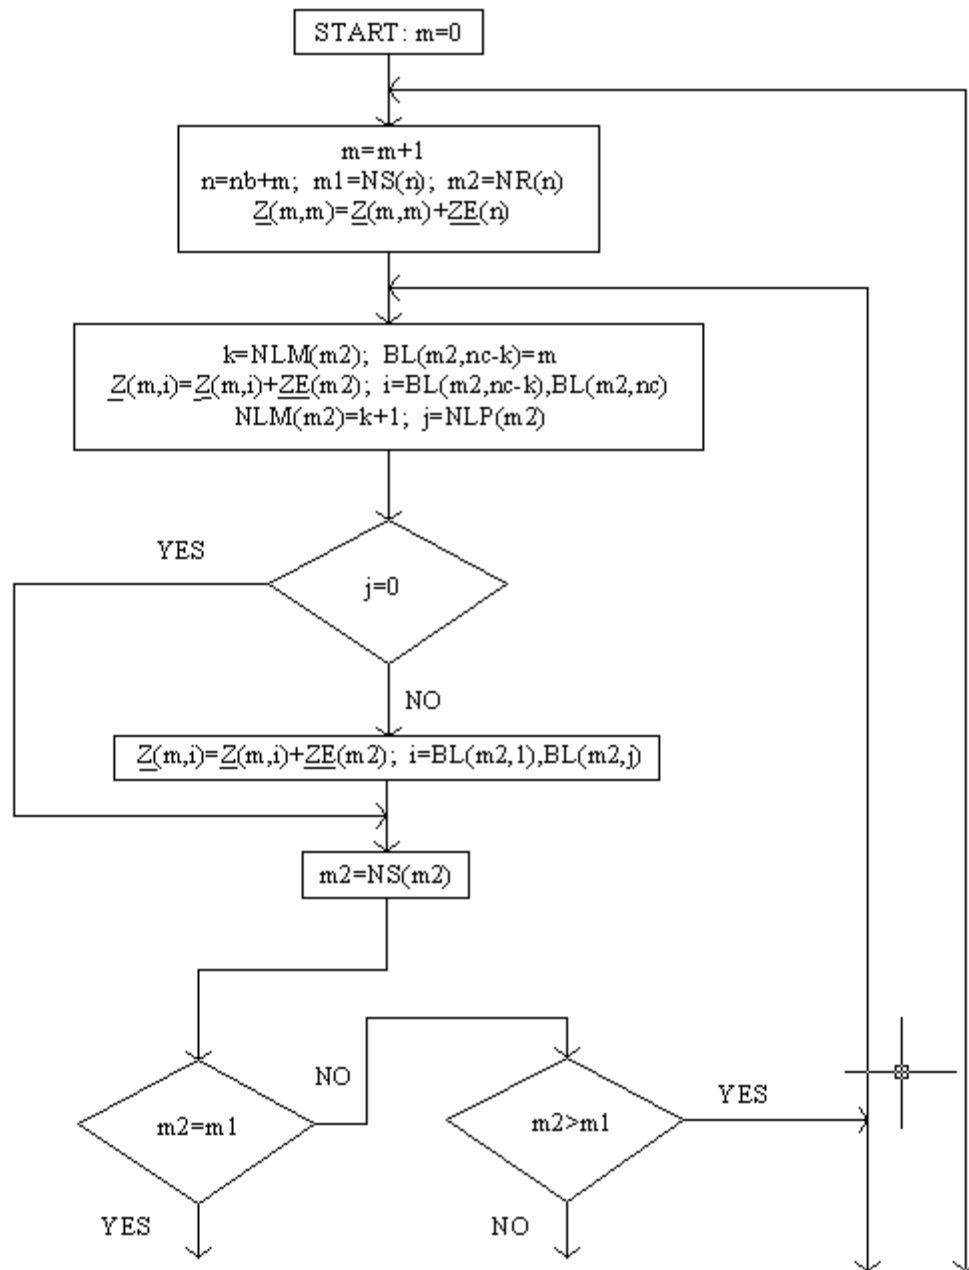 START: m=0
m=m+1
n=nb+m; m1=NS(n); m2=NR(n)
Z(m,m)=Z(m,m)+ZE(n)
k=NLM(m2); BL(m2,nc-k)=m
Z(m,i)=Z(m,i)+ZE(m2); i=BL(m2,nc-k),BL(m2,nc)
NLM(m2)=k+1; j=NLP(m2)
YES
j=0
NO
Z(m,i)=Z(m,i)+ZE(m2); i=BL(m2,1),BL(m2,j)
m2=NS(m2)
NO
YES
m2=m1
m2>m1
YES
NO